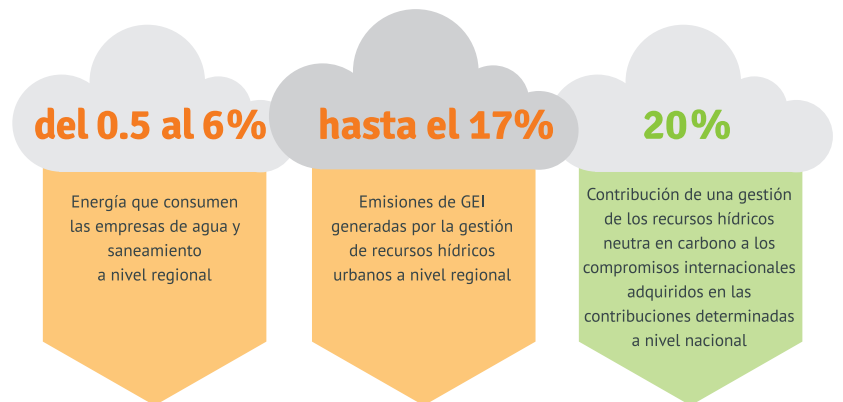 del 0.5 al 6%
Energía que consumen
las empresas de agua y
saneamiento
a nivel regional
hasta el 17%
Emisiones de GEI
generadas por la gestión
de recursos hídricos
urbanos a nivel regional
20%
Contribución de una gestión
de los recursos hídricos
neutra en carbono a los
compromisos internacionales
adquiridos en las
contribuciones determinadas
a nivel nacional